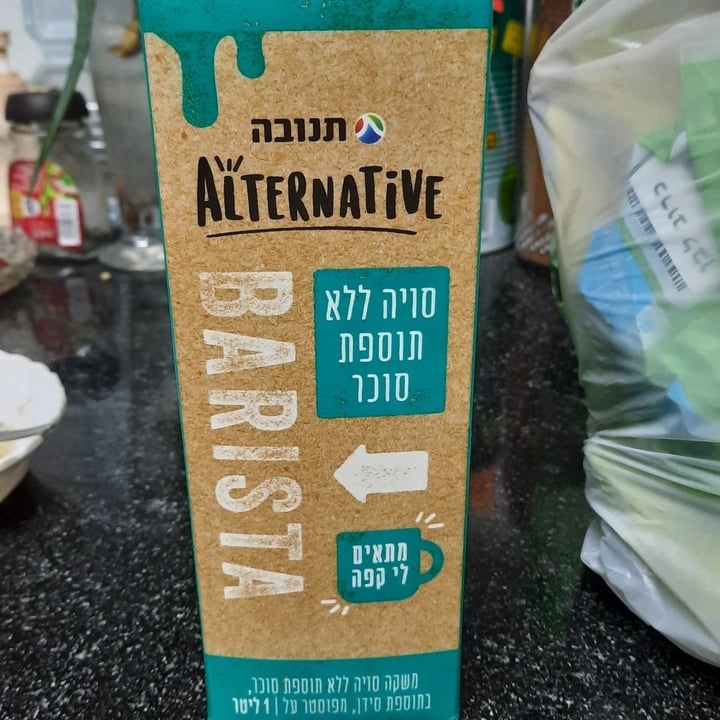 תנובה
ALTERNATIVE
BARISTA
סויה ללא
תוספת
סוכר
מתאים
לי קפה
משקה סויה ללא תוספת סוכר,
בתוספת סידן, מפוסטר על | 1 ליטר